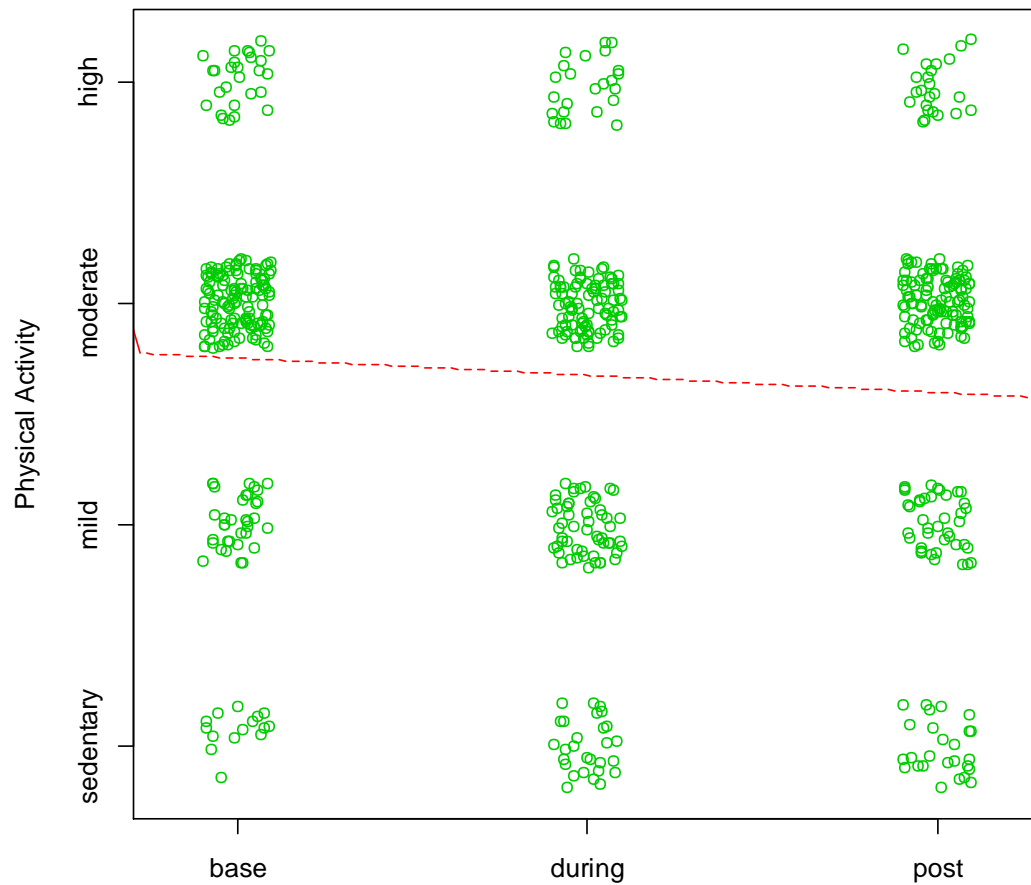 Physical Activity
high
moderate
mild
sedentary
base
during
post